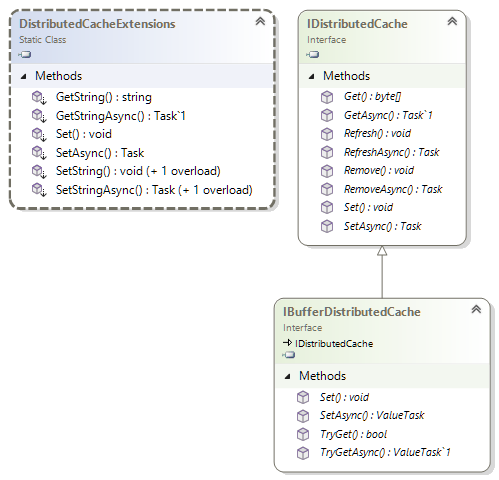 DistributedCacheExtensions
Static Class
Methods
GetString() : string
GetStringAsync() : Task`1
Set() : void
SetAsync() : Task
SetString() : void (+ 1 overload)
SetStringAsync() : Task (+ 1 overload)
IDistributedCache
Interface
Methods
Get() : byte[]
GetAsync() : Task`1
Refresh() : void
RefreshAsync() : Task
Remove() : void
RemoveAsync() : Task
Set() : void
SetAsync() : Task
IBufferDistributedCache
Interface
IDistributedCache
Methods
Set() : void
SetAsync() : ValueTask
TryGet() : bool
TryGetAsync() : ValueTask`1